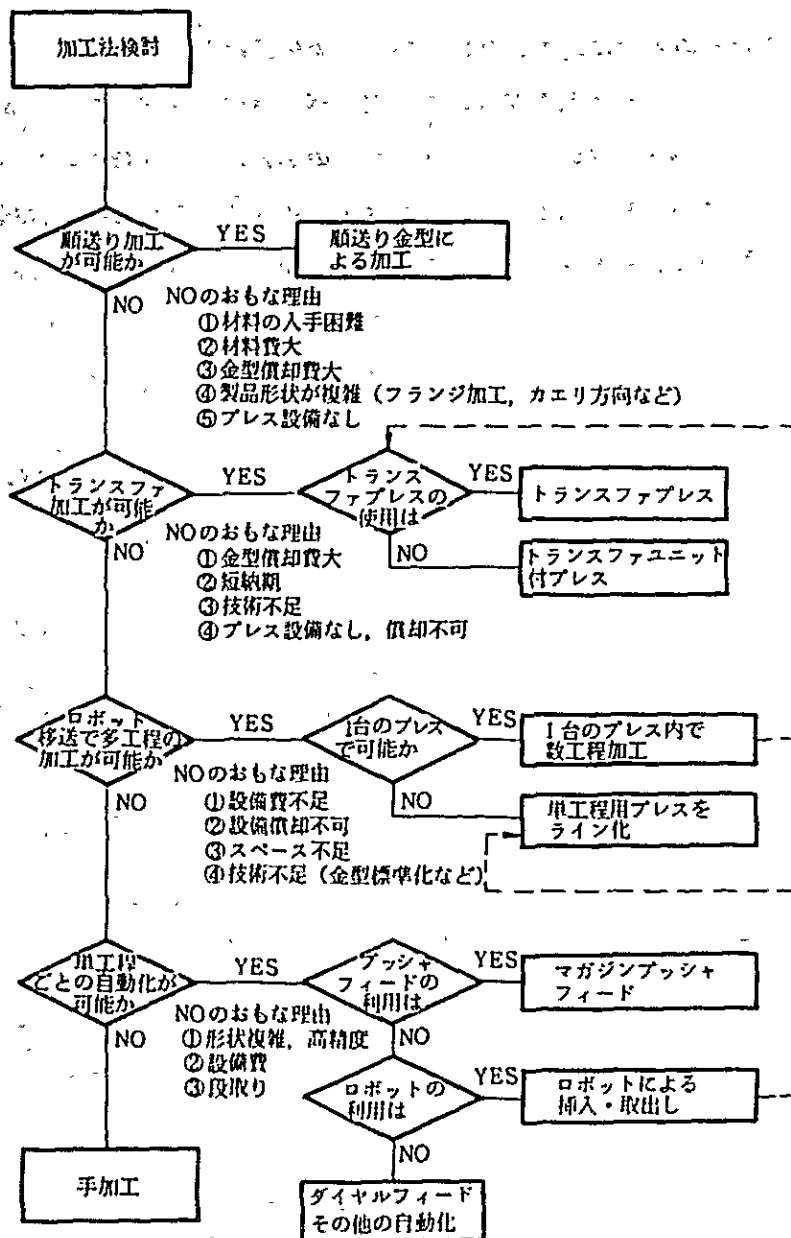 加工法検討
順送り加工
が可能か
YES
順送り金型に
よる加工
NO
NOのおもな理由
①材料の入手困難
②材料費大
③金型償却費大
④製品形状が複雑（フランジ加工，カエリ方向など）
⑤プレス設備なし
トランスファ
加工が可能
か
YES
トランス
ファプレスの
使用は
YES
トランスファプレス
NO
NOのおもな理由
①金型償却費大
②短納期
③技術不足
④プレス設備なし，償却不可
NO
トランスファユニット
付プレス
ロボット
移送で多工程の
加工が可能か
YES
1台のプレス
で可能か
YES
1台のプレス内で
数工程加工
NO
NOのおもな理由
①設備費不足
②設備償却不可
③スペース不足
④技術不足（金型標準化など）
NO
単工程用プレスを
ライン化
単工程
ごとの自動化が
可能か
YES
プッシャ
フィードの
利用は
YES
マガジンプッシャ
フィード
NO
NOのおもな理由
①形状複雑，高精度
②設備費
③段取り
NO
ロボットの
利用は
YES
ロボットによる
挿入・取出し
NO
手加工
ダイヤルフィード
その他の自動化